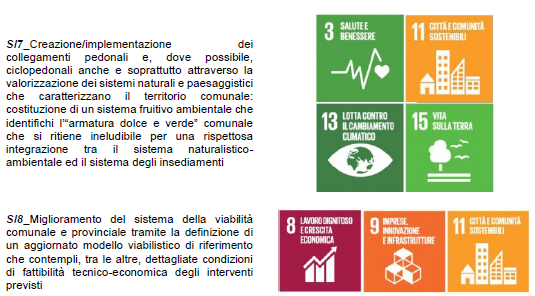 SI7_Creazione/implementazione dei
collegamenti pedonali e, dove possibile,
ciclopedonali anche e soprattutto attraverso la
valorizzazione dei sistemi naturali e paesaggistici
che caratterizzano il territorio comunale:
costituzione di un sistema fruitivo ambientale che
identifichi l'"armatura dolce e verde" comunale
che si ritiene ineludibile per una rispettosa
integrazione tra il sistema naturalistico-
ambientale ed il sistema degli insediamenti
3 SALUTE E
BENESSERE
11 CITTÀ E COMUNITÀ
SOSTENIBILI
13 LOTTA CONTRO
IL CAMBIAMENTO
CLIMATICO
15 VITA
SULLA TERRA
SI8_Miglioramento del sistema della viabilità
comunale e provinciale tramite la definizione di
un aggiornato modello viabilistico di riferimento
che contempli, tra le altre, dettagliate condizioni
di fattibilità tecnico-economica degli interventi
previsti
8 LAVORO DIGNITOSO
E CRESCITA
ECONOMICA
9 IMPRESE,
INNOVAZIONE
E INFRASTRUTTURE
11 CITTÀ E COMUNITÀ
SOSTENIBILI